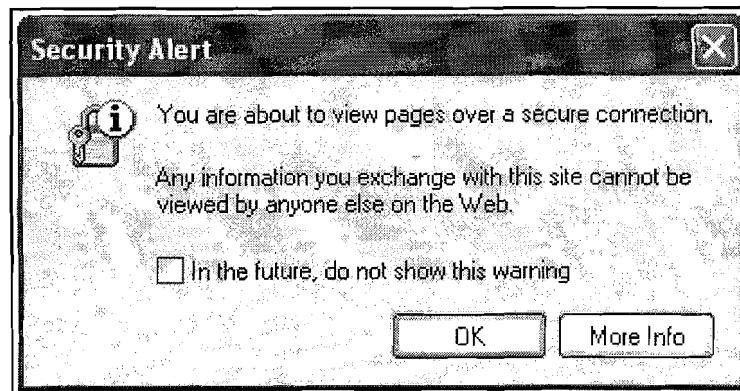 Security Alert
You are about to view pages over a secure connection.
Any information you exchange with this site cannot be
viewed by anyone else on the Web.
In the future, do not show this warning
OK
More Info